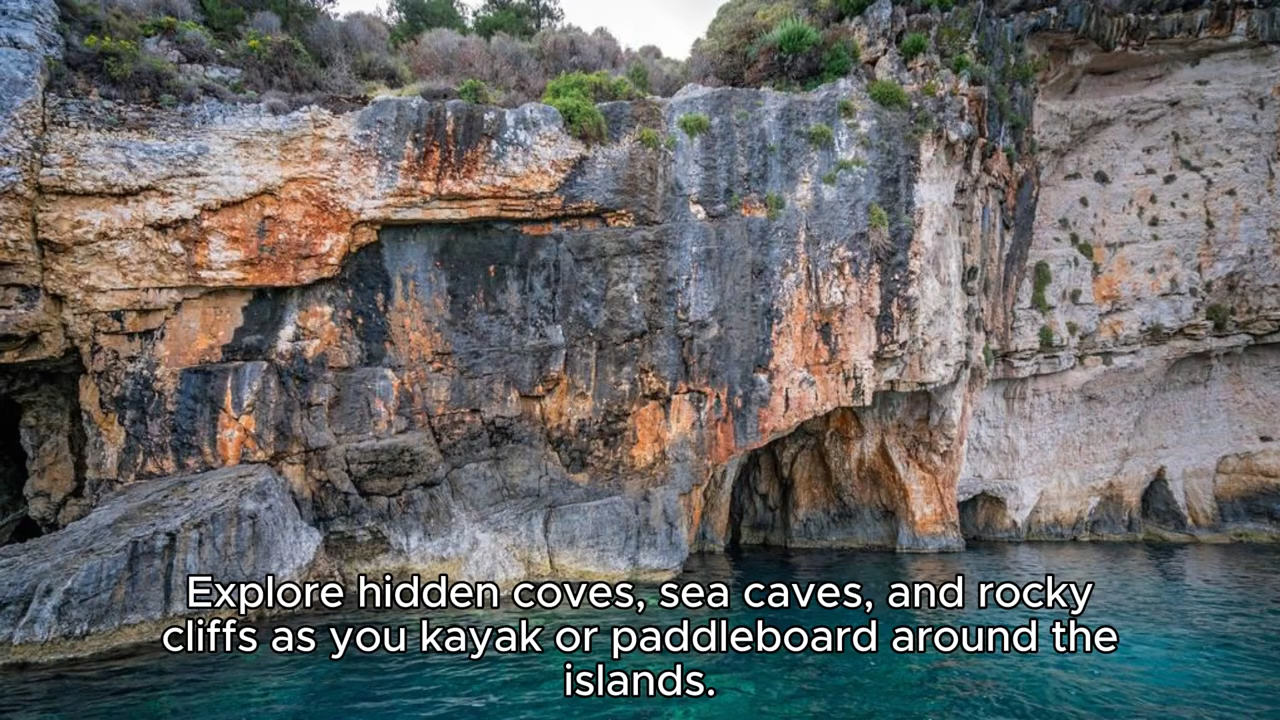 Explore hidden coves, sea caves, and rocky
cliffs as you kayak or paddleboard around the
islands.